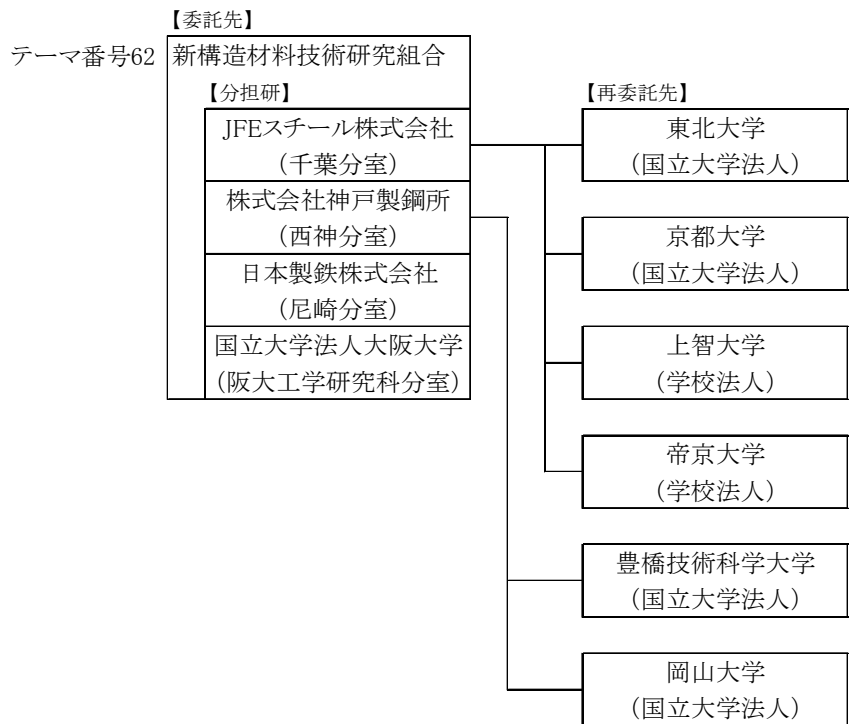 【委託先】
テーマ番号62
新構造材料技術研究組合
【分担研】
JFEスチール株式会社
(千葉分室)
株式会社神戸製鋼所
(西神分室)
日本製鉄株式会社
(尼崎分室)
国立大学法人大阪大学
(阪大工学研究科分室)
【再委託先】
東北大学
(国立大学法人)
京都大学
(国立大学法人)
上智大学
(学校法人)
帝京大学
(学校法人)
豊橋技術科学大学
(国立大学法人)
岡山大学
(国立大学法人)